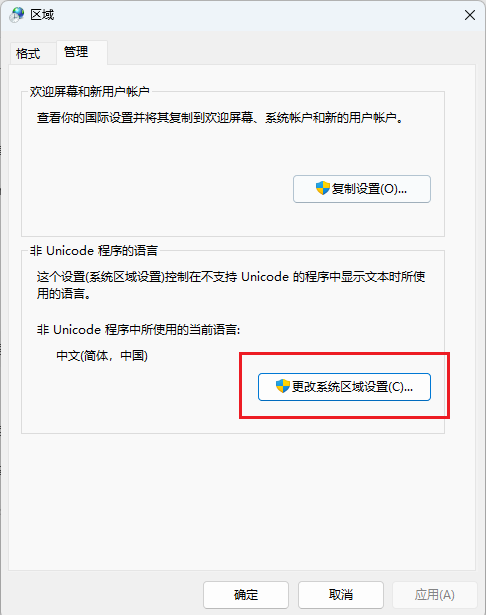 区域
格式
管理
欢迎屏幕和新用户帐户
查看你的国际设置并将其复制到欢迎屏幕、系统帐户和新的用户帐户。
复制设置(O)...
非 Unicode 程序的语言
这个设置(系统区域设置)控制在不支持 Unicode 的程序中显示文本时所使
用的语言。
非 Unicode 程序中所使用的当前语言:
中文(简体，中国)
更改系统区域设置(C)...
确定
取消
应用(A)